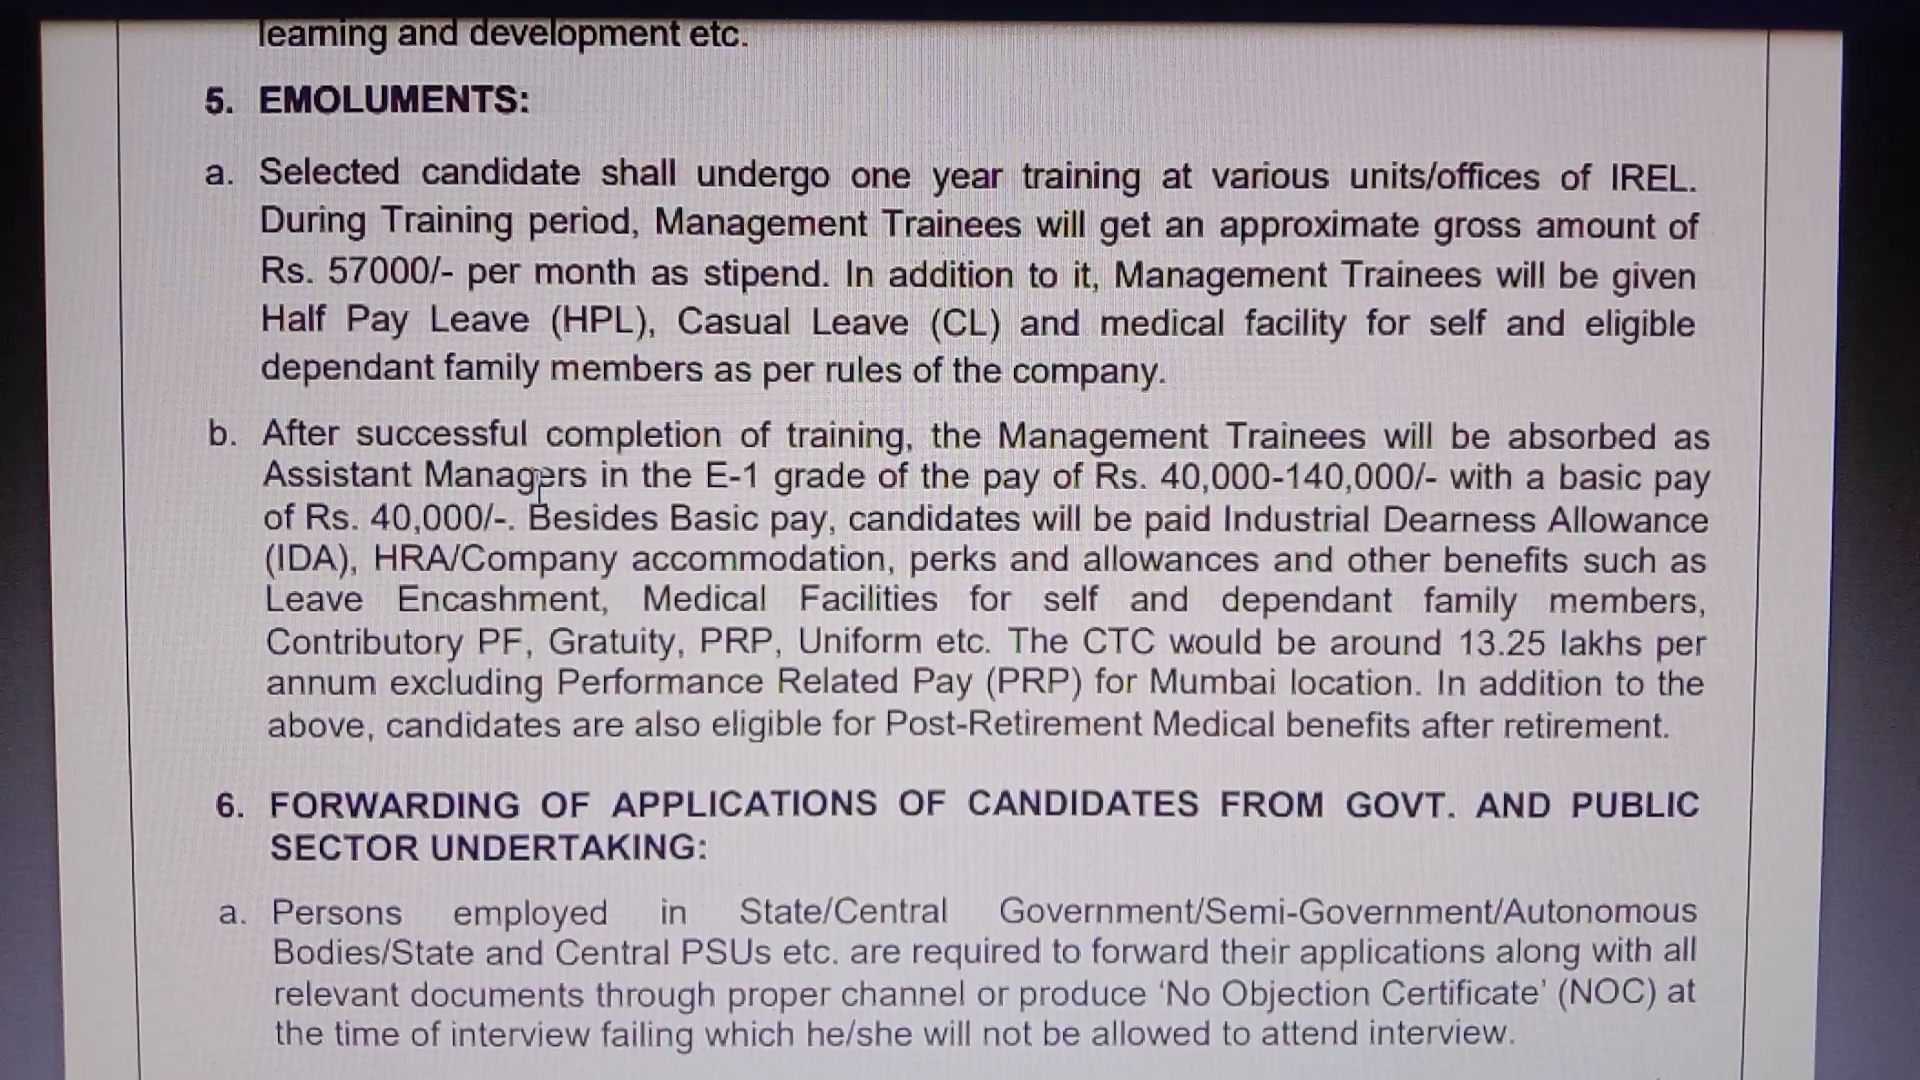 learning and development etc.
5. EMOLUMENTS:
a. Selected candidate shall undergo one year training at various units/offices of IREL.
During Training period, Management Trainees will get an approximate gross amount of
Rs. 57000/- per month as stipend. In addition to it, Management Trainees will be given
Half Pay Leave (HPL), Casual Leave (CL) and medical facility for self and eligible
dependant family members as per rules of the company.
b. After successful completion of training, the Management Trainees will be absorbed as
Assistant Managers in the E-1 grade of the pay of Rs. 40,000-140,000/- with a basic pay
of Rs. 40,000/-. Besides Basic pay, candidates will be paid Industrial Dearness Allowance
(IDA), HRA/Company accommodation, perks and allowances and other benefits such as
Leave Encashment, Medical Facilities for self and dependant family members,
Contributory PF, Gratuity, PRP, Uniform etc. The CTC would be around 13.25 lakhs per
annum excluding Performance Related Pay (PRP) for Mumbai location. In addition to the
above, candidates are also eligible for Post-Retirement Medical benefits after retirement.
6. FORWARDING OF APPLICATIONS OF CANDIDATES FROM GOVT. AND PUBLIC
SECTOR UNDERTAKING:
a. Persons employed in State/Central Government/Semi-Government/Autonomous
Bodies/State and Central PSUs etc. are required to forward their applications along with all
relevant documents through proper channel or produce 'No Objection Certificate' (NOC) at
the time of interview failing which he/she will not be allowed to attend interview.